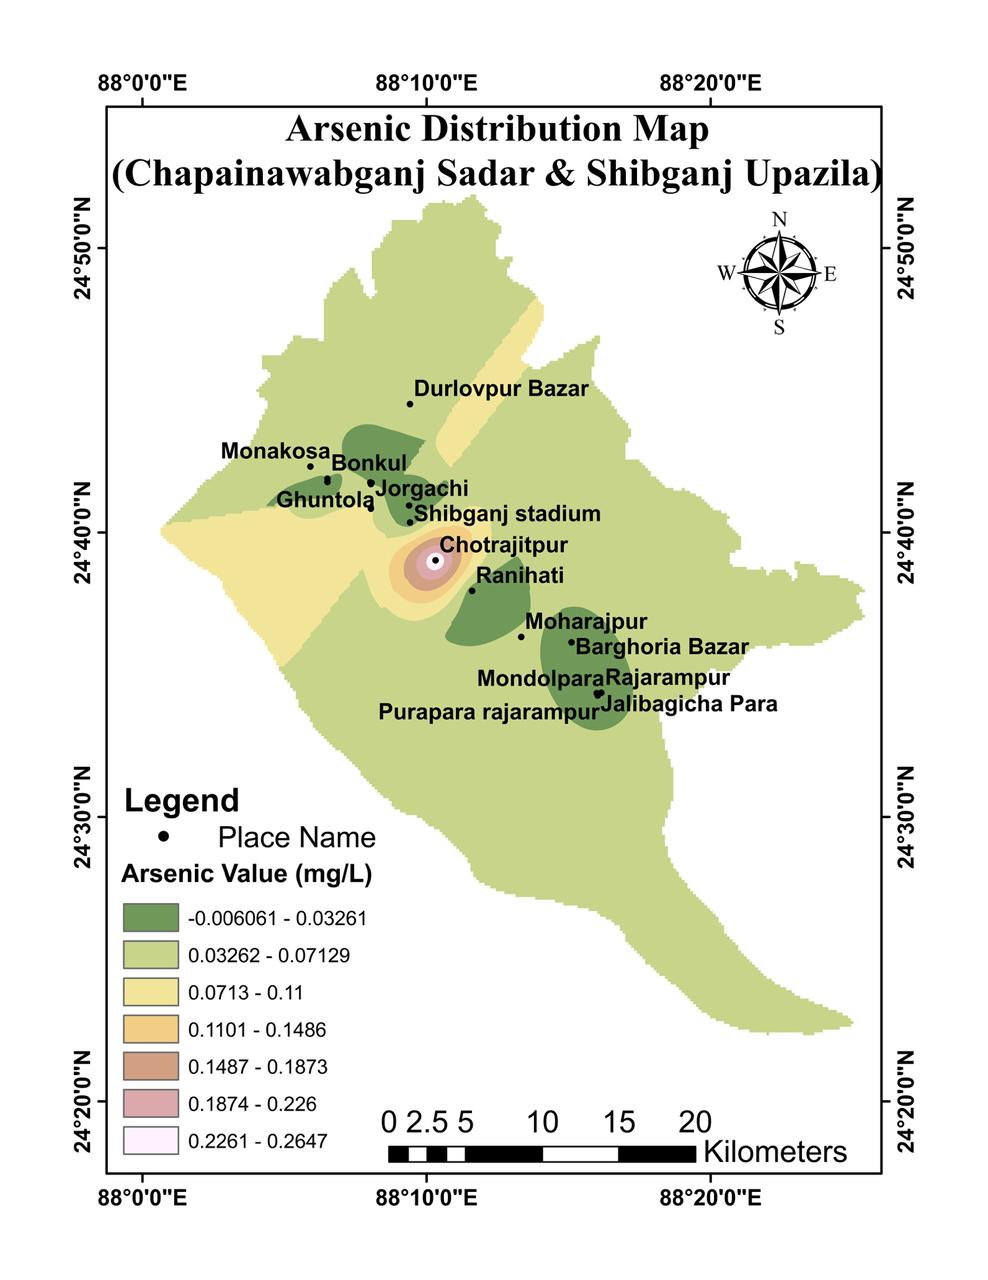 88°0'0"E 88°10'0"E 88°20'0"E
Arsenic Distribution Map
(Chapainawabganj Sadar & Shibganj Upazila)
N
W E
S
24°50'0"N 24°50'0"N
Durlovpur Bazar
Monakosa
Bonkul
Jorgachi
Ghuntola
Shibganj stadium
24°40'0"N 24°40'0"N
Chotrajitpur
Ranihati
Moharajpur
Barghoria Bazar
Mondolpara Rajarampur
Jalibagicha Para
Purapara rajarampur
24°30'0"N 24°30'0"N
Legend
Place Name
Arsenic Value (mg/L)
-0.006061 - 0.03261
0.03262 - 0.07129
0.0713 - 0.11
0.1101 - 0.1486
0.1487 - 0.1873
0.1874 - 0.226
0.2261 - 0.2647
24°20'0"N 24°20'0"N
0 2.5 5 10 15 20
Kilometers
88°0'0"E 88°10'0"E 88°20'0"E